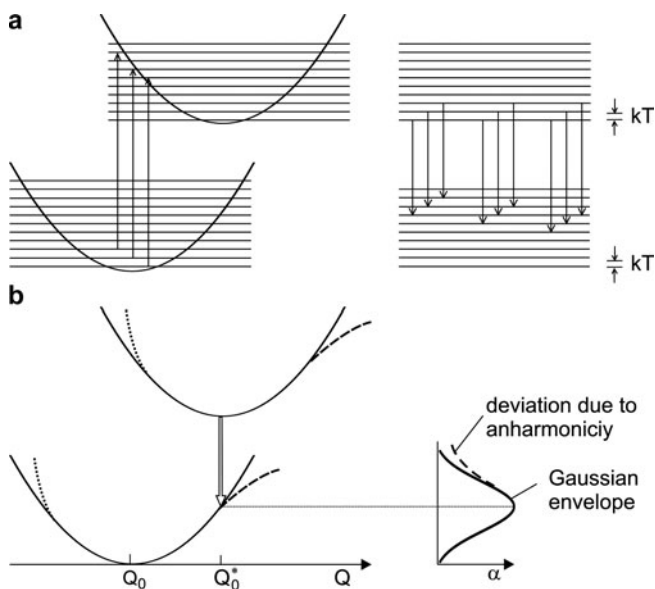 a
kT
kT
b
deviation due to
anharmoniciy
Gaussian
envelope
Q0 Q0* Q α